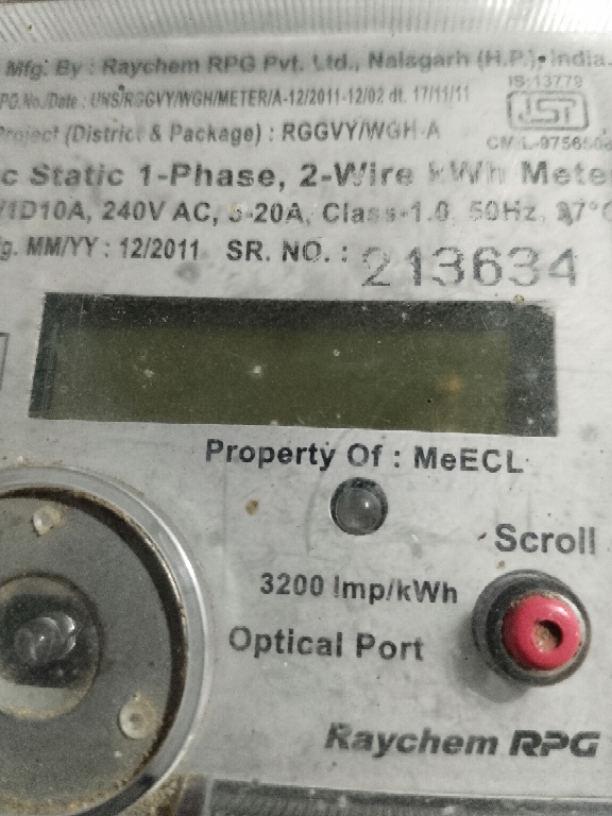 Mfg. By : Raychem RPG Pvt. Ltd., Nalagarh (H.P.), India.
IS:13779
P.O.No./Date : UNS/RGGVY/WGH/METER/A-12/2011-12/02 dt. 17/11/11
Project (District & Package) : RGGVY/WGH-A
c Static 1-Phase, 2-Wire kWh Meter
/1D10A, 240V AC, 5-20A, Class-1.0, 50Hz, 27°C
g. MM/YY : 12/2011 SR. NO. : 213634
Property Of : MeECL
Scroll
3200 Imp/kWh
Optical Port
Raychem RPG